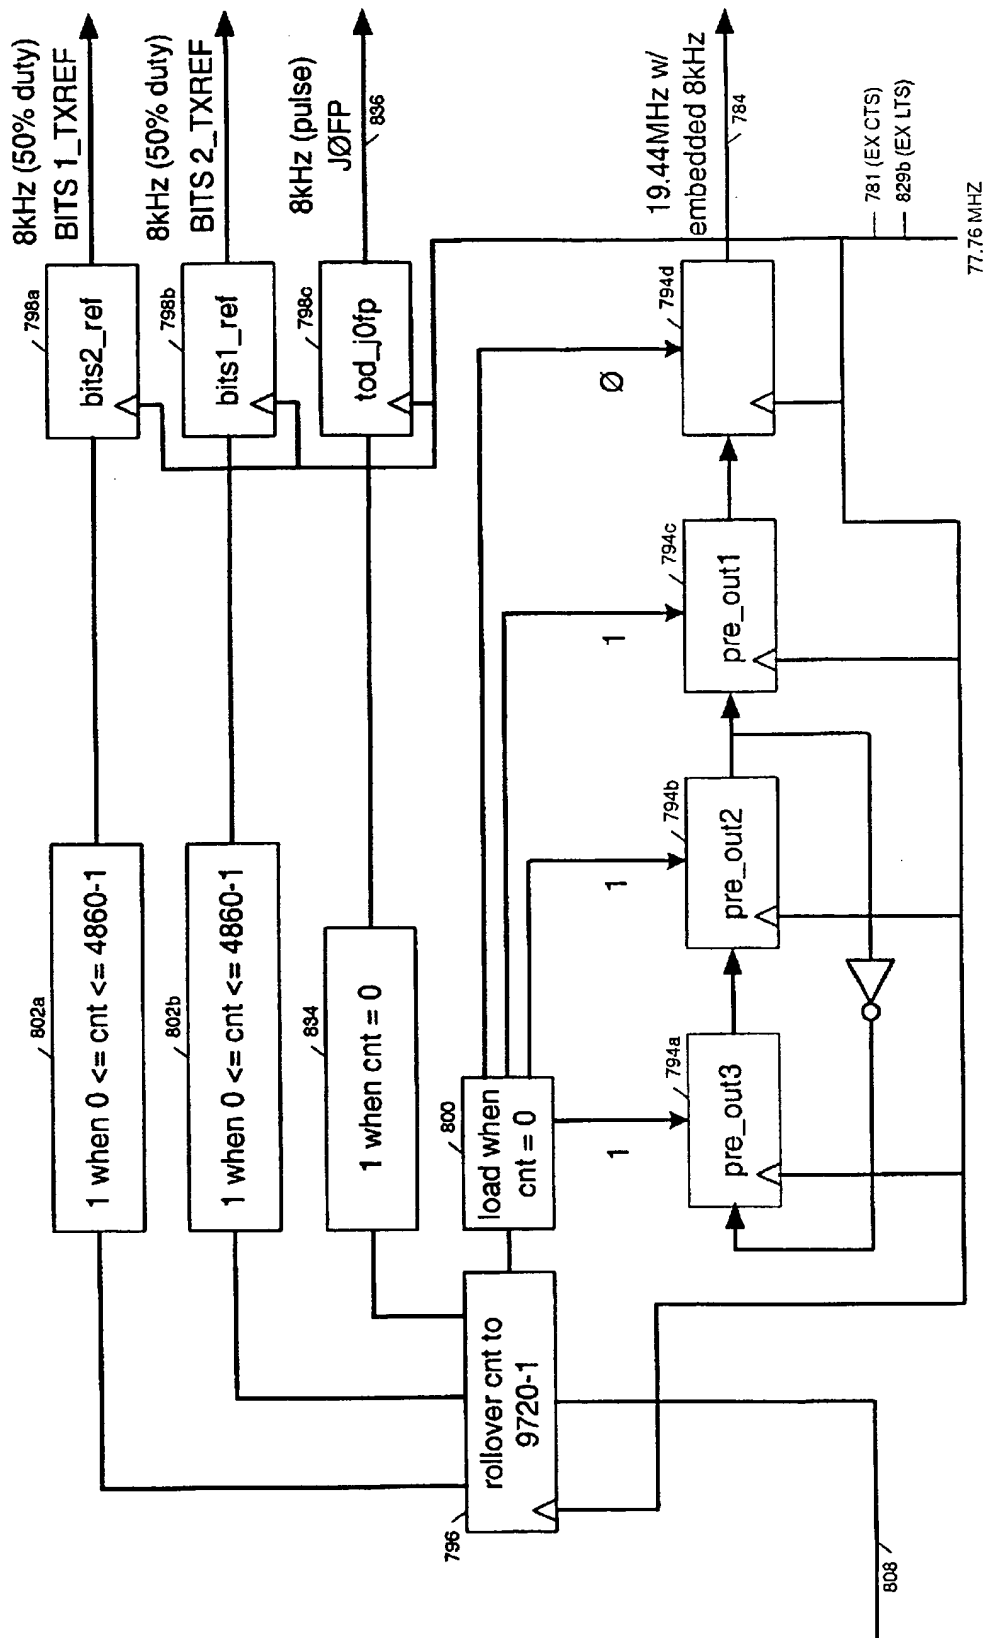 802a
1 when 0 <= cnt <= 4860-1
798a
bits2_ref
8kHz (50% duty)
BITS 1_TXREF
802b
1 when 0 <= cnt <= 4860-1
798b
bits1_ref
8kHz (50% duty)
BITS 2_TXREF
834
1 when cnt = 0
798c
tod_j0fp
8kHz (pulse)
JØFP
836
796
rollover cnt to
9720-1
800
load when
cnt = 0
1
1
1
Ø
794a
pre_out3
794b
pre_out2
794c
pre_out1
794d
19.44MHz w/
embedded 8kHz
784
781 (EX CTS)
829b (EX LTS)
77.76 MHZ
808